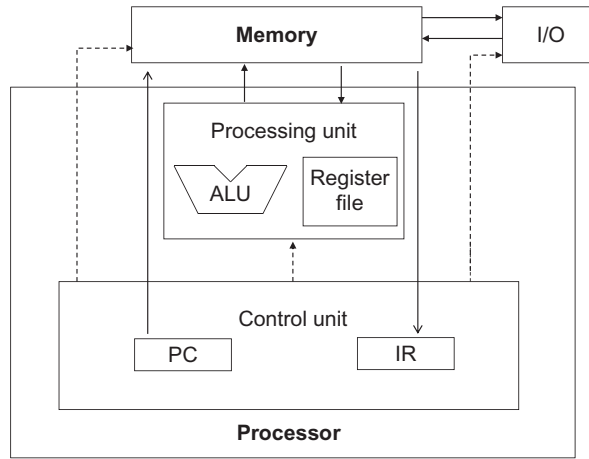 Memory
I/O
Processing unit
ALU
Register
file
Control unit
PC
IR
Processor